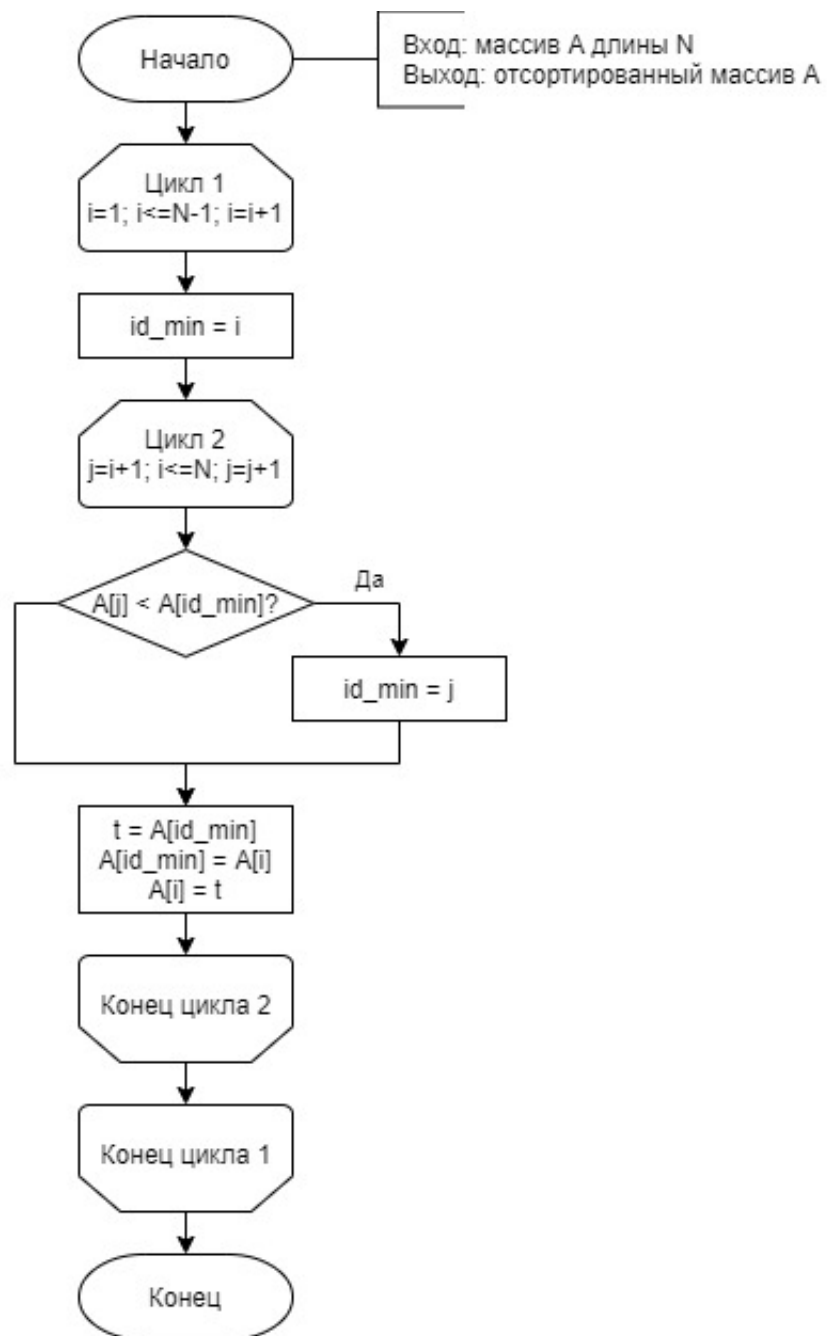 Начало
Вход: массив A длины N
Выход: отсортированный массив A
Цикл 1
i=1; i<=N-1; i=i+1
id_min = i
Цикл 2
j=i+1; i<=N; j=j+1
A[j] < A[id_min]?
Да
id_min = j
t = A[id_min]
A[id_min] = A[i]
A[i] = t
Конец цикла 2
Конец цикла 1
Конец